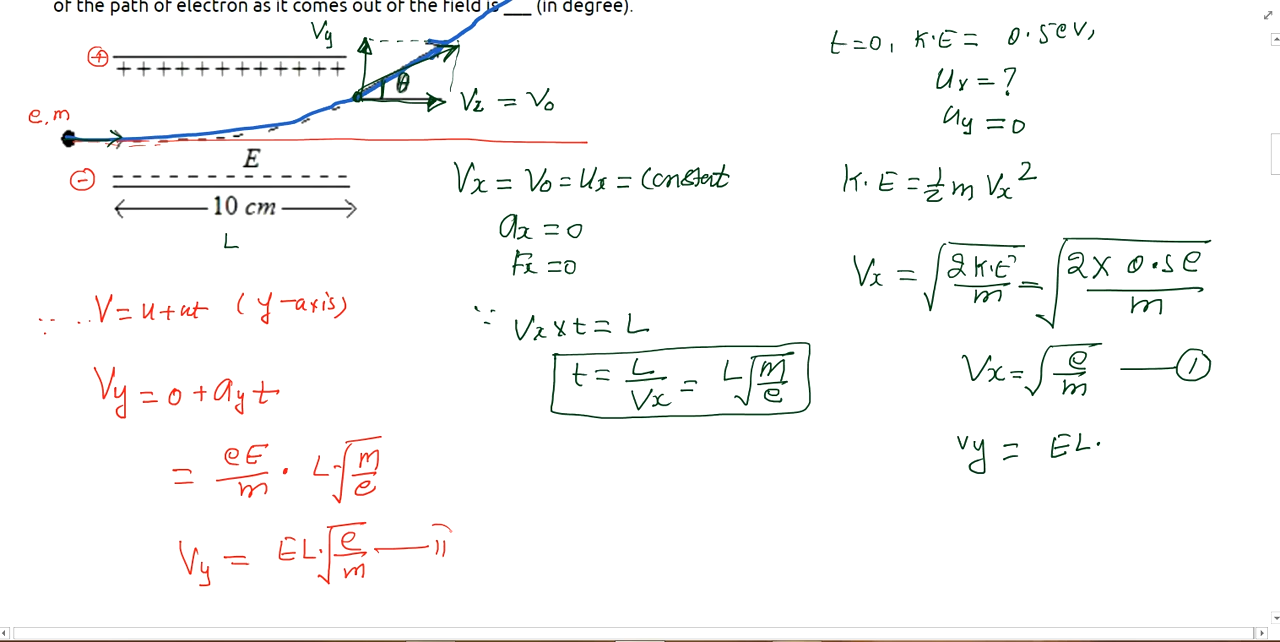 of the path of electron as it comes out of the field is ___ (in degree).
Vy
⊕
+ + + + + + + + + + + +
θ
Vx = V₀
e, m
E
⊖
10 cm
L
Vx = V₀ = Ux = Constant
ax = 0
Fx = 0
∵ Vx × t = L
t = L/Vx = L√(m/e)
∵ V = u + at (y-axis)
Vy = 0 + ay t
= eE/m · L√(m/e)
Vy = EL·√(e/m) — ii
t = 0, K·E = 0.5eV,
Ux = ?
Uy = 0
K·E = ½ m Vx²
Vx = √(2K·E/m) = √(2 × 0.5e/m)
Vx = √(e/m) — ①
Vy = EL·